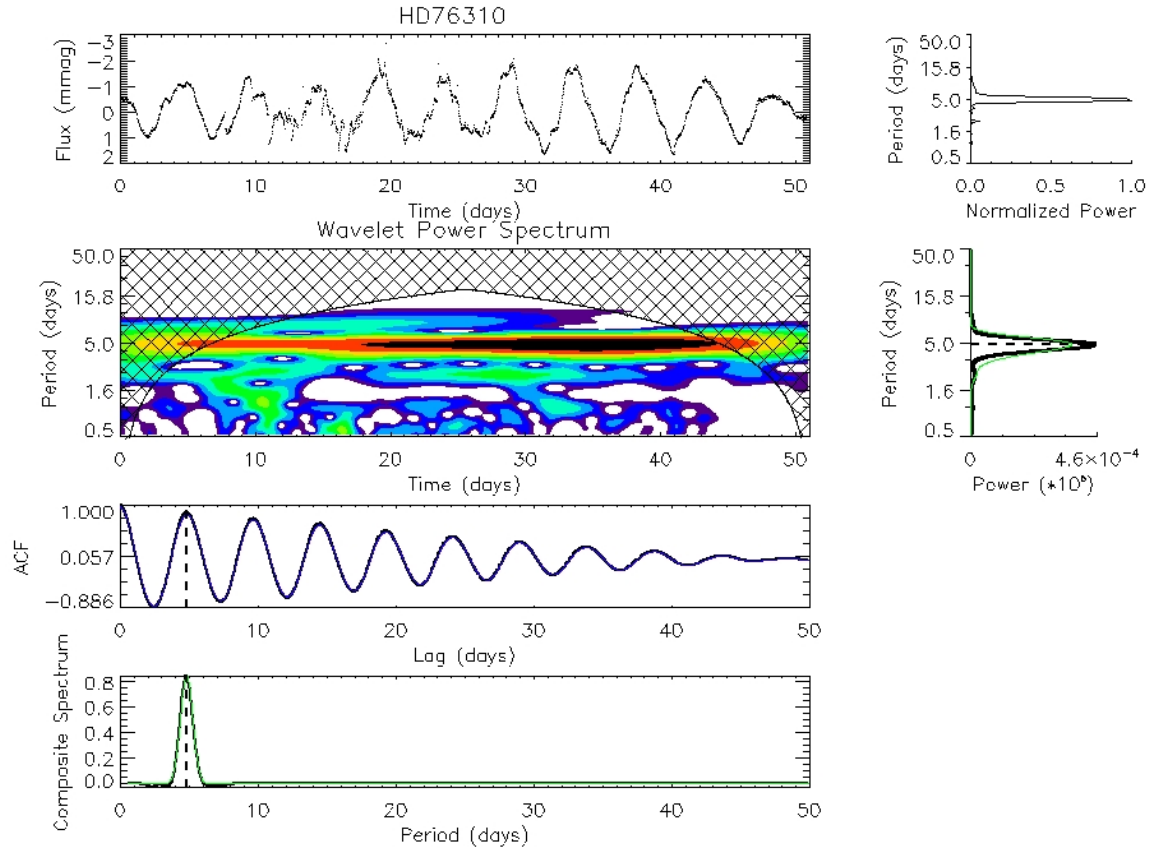 HD76310
Flux (mmag)
-3
-2
-1
0
1
2
0 10 20 30 40 50
Time (days)
Period (days)
50.0
15.8
5.0
1.6
0.5
0.0 0.5 1.0
Normalized Power
Wavelet Power Spectrum
Period (days)
50.0
15.8
5.0
1.6
0.5
0 10 20 30 40 50
Time (days)
Period (days)
50.0
15.8
5.0
1.6
0.5
0 4.6×10⁻⁴
Power (*10⁶)
ACF
1.000
0.057
-0.886
0 10 20 30 40 50
Lag (days)
Composite Spectrum
0.8
0.6
0.4
0.2
0.0
0 10 20 30 40 50
Period (days)